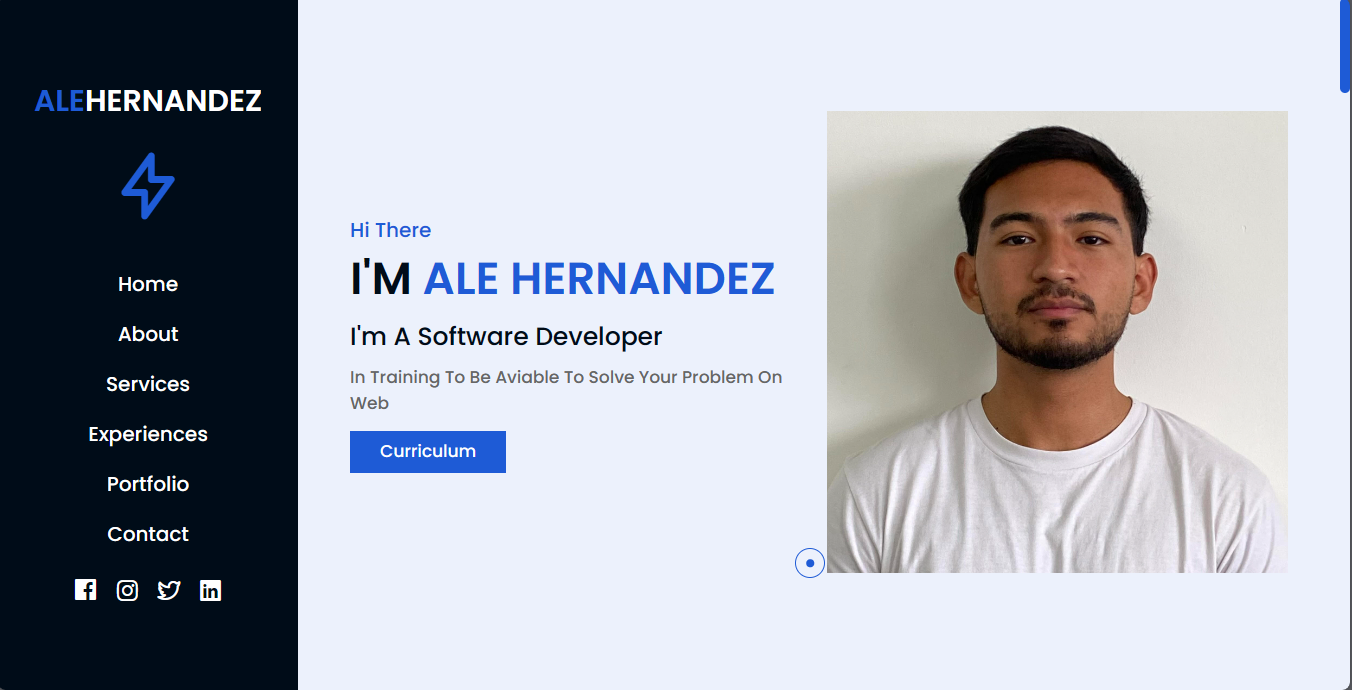 ALEHERNANDEZ
Home
About
Services
Experiences
Portfolio
Contact
Hi There
I'M ALE HERNANDEZ
I'm A Software Developer
In Training To Be Aviable To Solve Your Problem On
Web
Curriculum